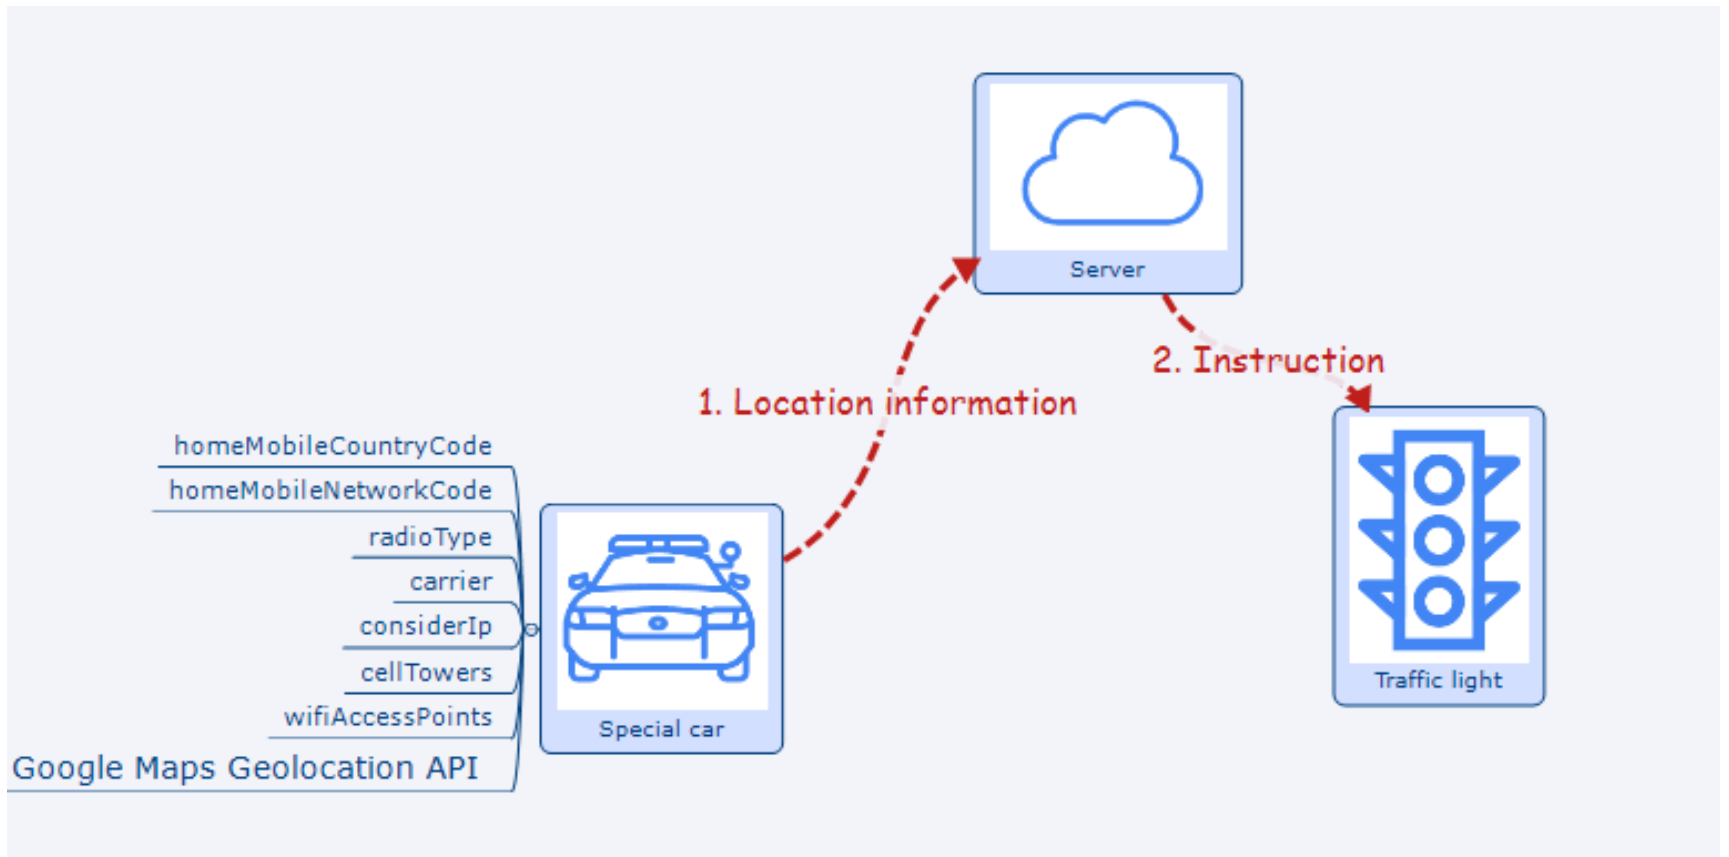 Server
2. Instruction
1. Location information
homeMobileCountryCode
homeMobileNetworkCode
radioType
carrier
considerIp
cellTowers
wifiAccessPoints
Google Maps Geolocation API
Special car
Traffic light